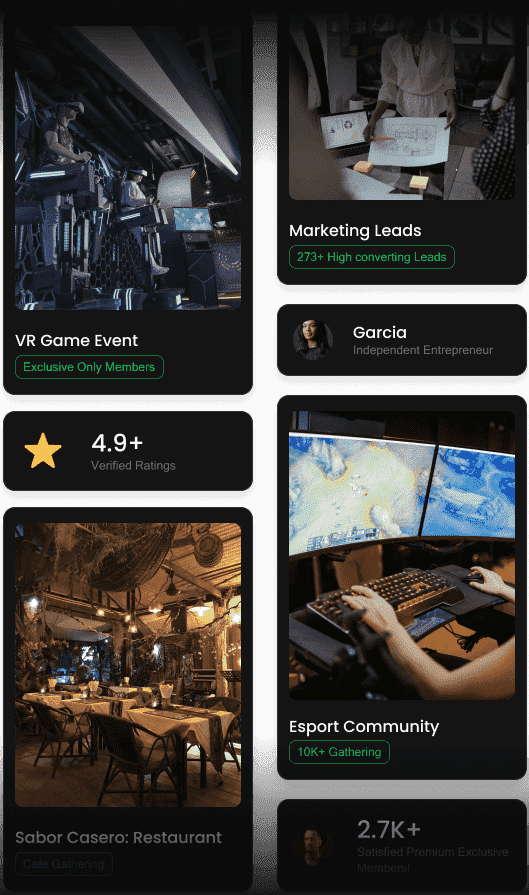 VR Game Event
Exclusive Only Members
4.9+
Verified Ratings
Sabor Casero: Restaurant
Cafe Gathering
Marketing Leads
273+ High converting Leads
Garcia
Independent Entrepreneur
Esport Community
10K+ Gathering
2.7K+
Satisfied Premium Exclusive
Members!